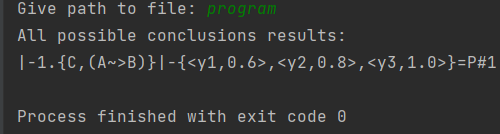 Give path to file: program
All possible conclusions results:
|-1.{C,(A~>B)}|-{<y1,0.6>,<y2,0.8>,<y3,1.0>}=P#1
Process finished with exit code 0